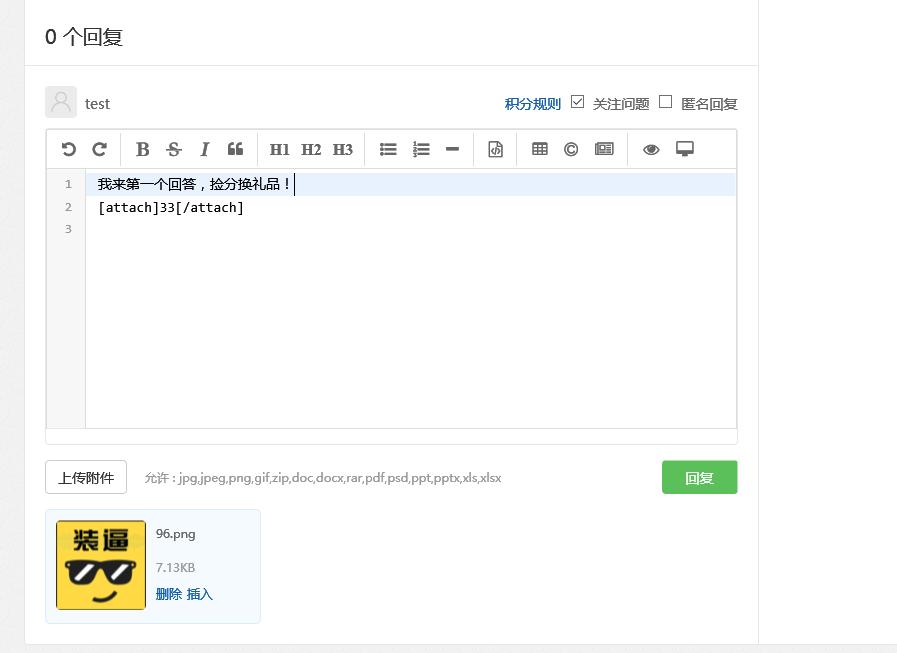 0 个回复
test
积分规则 关注问题 匿名回复
B S I H1 H2 H3
1 我来第一个回答，捡分换礼品！
2 [attach]33[/attach]
3
上传附件 允许 : jpg,jpeg,png,gif,zip,doc,docx,rar,pdf,psd,ppt,pptx,xls,xlsx 回复
装逼
96.png
7.13KB
删除 插入